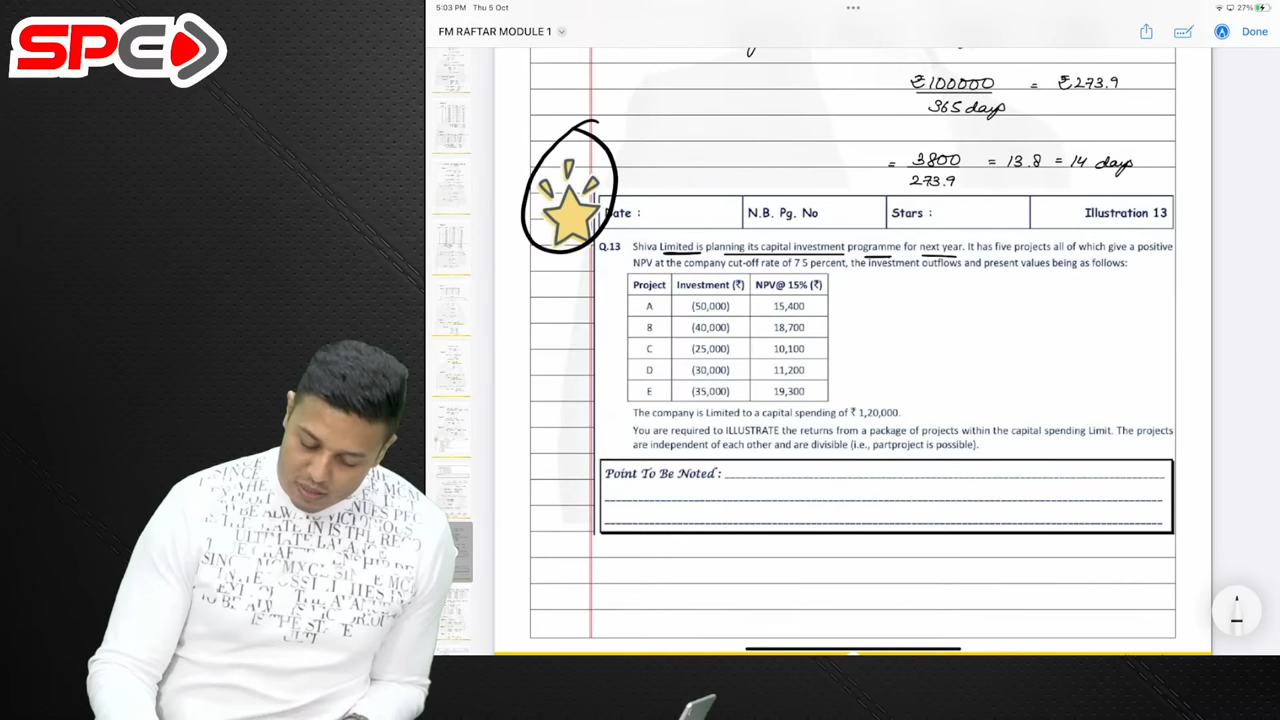 SPC
5:03 PM Thu 5 Oct
27%
FM RAFTAR MODULE 1
Done
₹100000 = ₹273.9
365 days
= 3800 = 13.8 = 14 days
273.9
Date :
N.B. Pg. No
Stars :
Illustration 13
Q.13 Shiva Limited is planning its capital investment programme for next year. It has five projects all of which give a positive
NPV at the company cut-off rate of 7 5 percent, the investment outflows and present values being as follows:
Project Investment (₹) NPV@ 15% (₹)
A (50,000) 15,400
B (40,000) 18,700
C (25,000) 10,100
D (30,000) 11,200
E (35,000) 19,300
The company is Limited to a capital spending of ₹ 1,20,000.
You are required to ILLUSTRATE the returns from a package of projects within the capital spending Limit. The projects
are independent of each other and are divisible (i.e., partproject is possible).
Point To Be Noted :